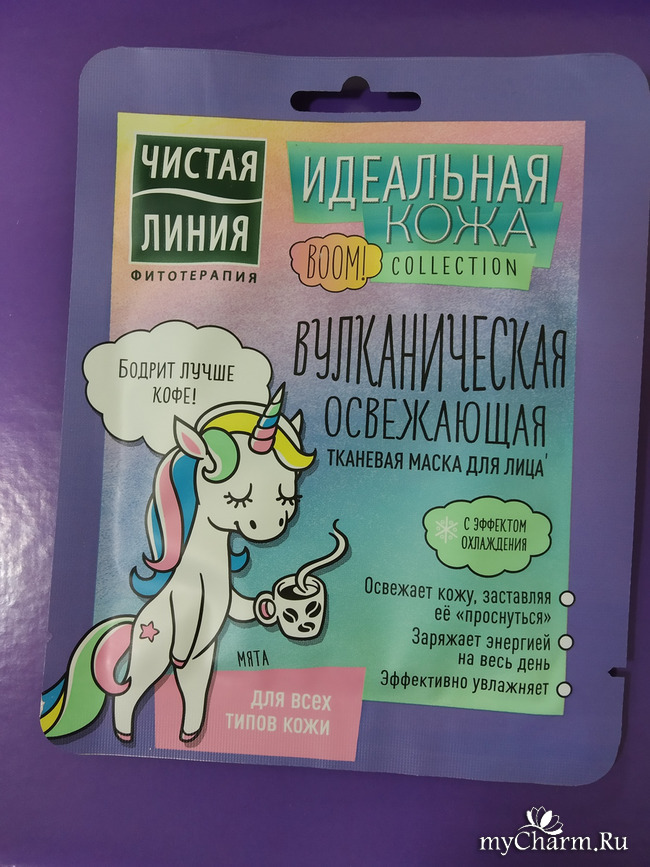 ЧИСТАЯ
ЛИНИЯ
ФИТОТЕРАПИЯ
ИДЕАЛЬНАЯ
КОЖА
BOOM!
COLLECTION
БОДРИТ ЛУЧШЕ
КОФЕ!
ВУЛКАНИЧЕСКАЯ
ОСВЕЖАЮЩАЯ
ТКАНЕВАЯ МАСКА ДЛЯ ЛИЦА¹
С ЭФФЕКТОМ
ОХЛАЖДЕНИЯ
Освежает кожу, заставляя
её «проснуться»
Заряжает энергией
на весь день
Эффективно увлажняет
МЯТА
для всех
типов кожи
myCharm.Ru